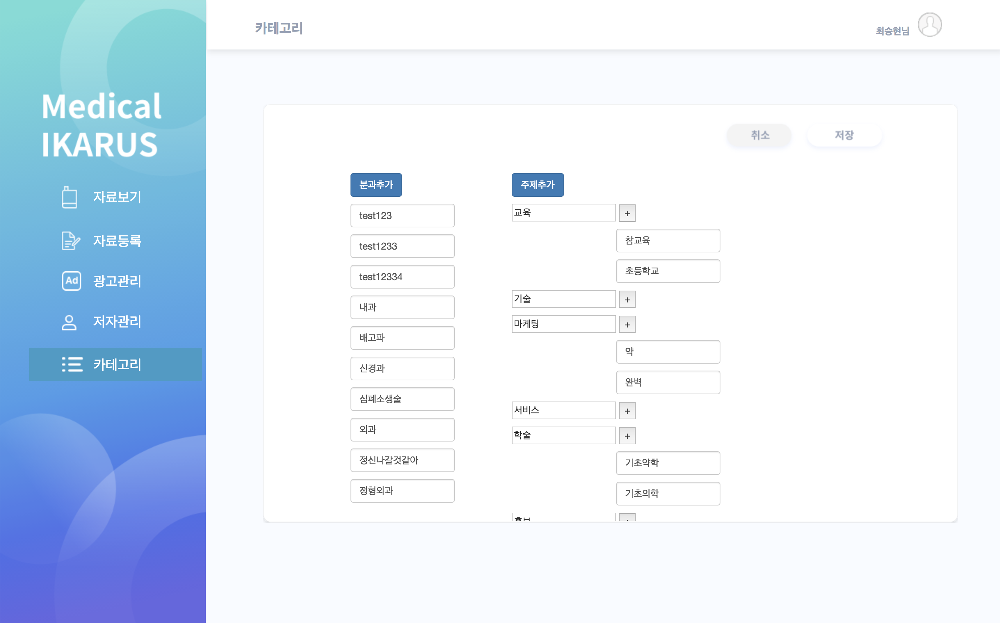 카테고리
최승현님
Medical
IKARUS
자료보기
자료등록
Ad 광고관리
저자관리
카테고리
취소 저장
분과추가
test123
test1233
test12334
내과
배고파
신경과
심폐소생술
외과
정신나갈것같아
정형외과
주제추가
교육 +
참교육
초등학교
기술 +
마케팅 +
약
완벽
서비스 +
학술 +
기초약학
기초의학